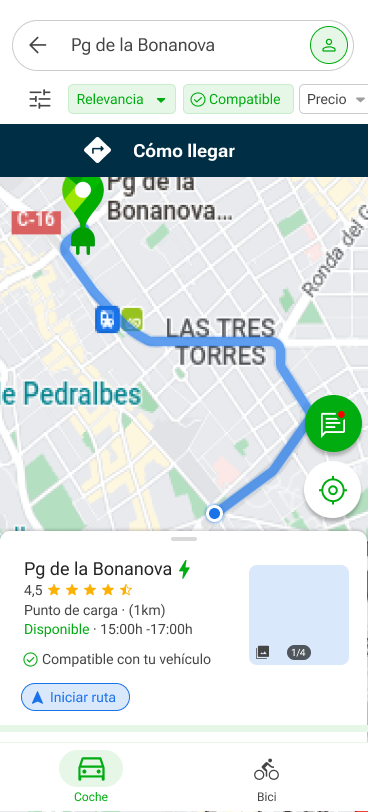 Pg de la Bonanova
Relevancia
Compatible
Precio
Cómo llegar
Pg de la
Bonanova...
C-16
Ronda del G
LAS TRES
TORRES
e Pedralbes
Pg de la Bonanova
4,5
Punto de carga · (1km)
Disponible · 15:00h -17:00h
1/4
Compatible con tu vehículo
Iniciar ruta
Coche
Bici